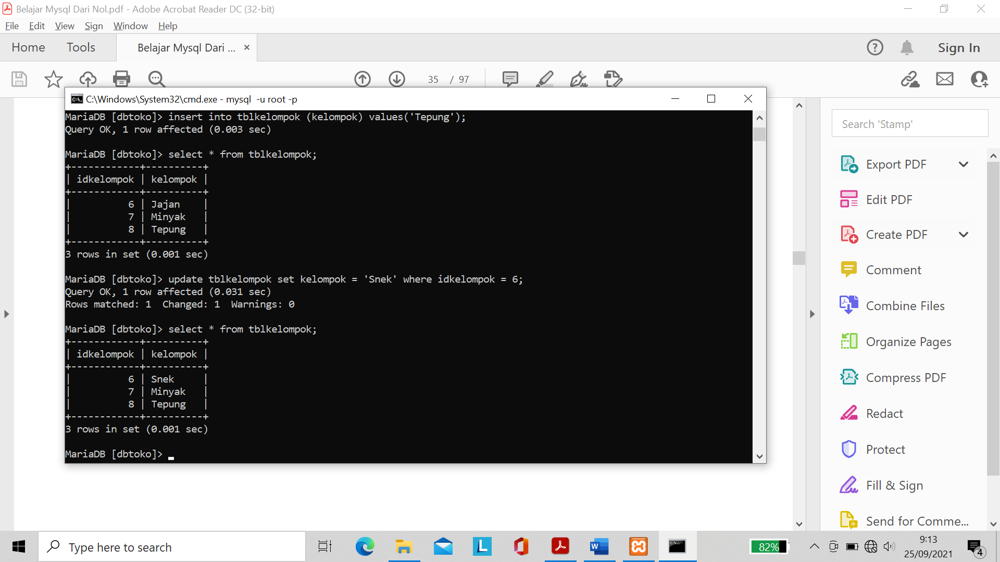 Belajar Mysql Dari Nol.pdf - Adobe Acrobat Reader DC (32-bit)
File Edit View Sign Window Help
Home Tools Belajar Mysql Dari ... × Sign In
35 / 97
C:\Windows\System32\cmd.exe - mysql  -u root -p
MariaDB [dbtoko]> insert into tblkelompok (kelompok) values('Tepung');
Query OK, 1 row affected (0.003 sec)
MariaDB [dbtoko]> select * from tblkelompok;
+------------+----------+
| idkelompok | kelompok |
+------------+----------+
|          6 | Jajan    |
|          7 | Minyak   |
|          8 | Tepung   |
+------------+----------+
3 rows in set (0.001 sec)
MariaDB [dbtoko]> update tblkelompok set kelompok = 'Snek' where idkelompok = 6;
Query OK, 1 row affected (0.031 sec)
Rows matched: 1  Changed: 1  Warnings: 0
MariaDB [dbtoko]> select * from tblkelompok;
+------------+----------+
| idkelompok | kelompok |
+------------+----------+
|          6 | Snek     |
|          7 | Minyak   |
|          8 | Tepung   |
+------------+----------+
3 rows in set (0.001 sec)
MariaDB [dbtoko]> _
Search 'Stamp'
Export PDF
Edit PDF
Create PDF
Comment
Combine Files
Organize Pages
Compress PDF
Redact
Protect
Fill & Sign
Send for Comme...
Type here to search
82%
9:13
25/09/2021
4